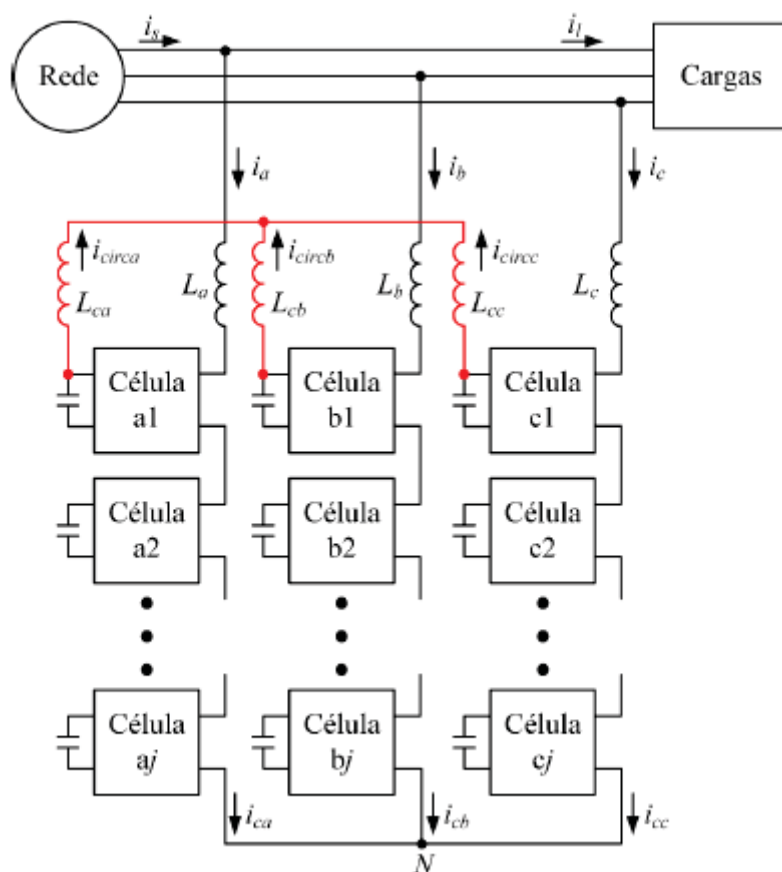 i_s
i_l
Rede
Cargas
i_a
i_b
i_c
i_circa
i_circb
i_circc
L_a
L_b
L_c
L_ca
L_cb
L_cc
Célula
a1
Célula
b1
Célula
c1
Célula
a2
Célula
b2
Célula
c2
Célula
aj
Célula
bj
Célula
cj
i_ca
i_cb
i_cc
N